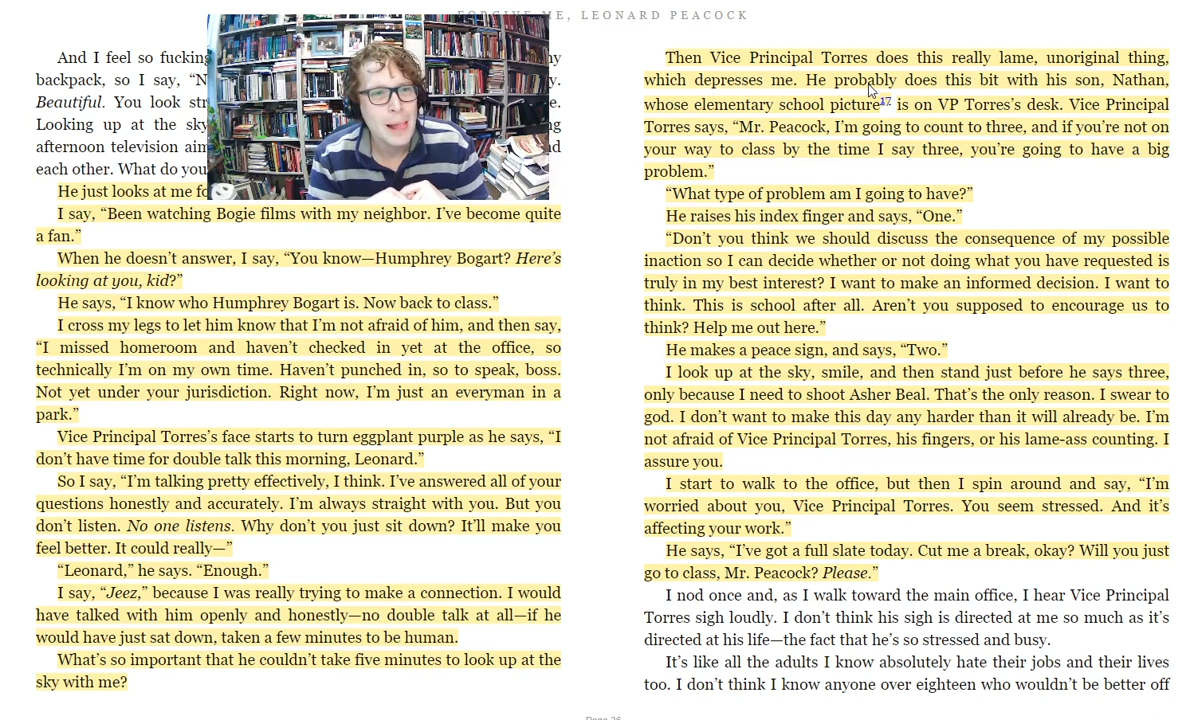 FORGIVE ME, LEONARD PEACOCK
And I feel so fucking
backpack, so I say, “N
Beautiful. You look
Looking up at the sky
afternoon television
each other. What do you
He just looks at me
I say, “Been watching Bogie films with my neighbor. I’ve become quite
a fan.”
When he doesn’t answer, I say, “You know—Humphrey Bogart? Here’s
looking at you, kid?”
He says, “I know who Humphrey Bogart is. Now back to class.”
I cross my legs to let him know that I’m not afraid of him, and then say,
“I missed homeroom and haven’t checked in yet at the office, so
technically I’m on my own time. Haven’t punched in, so to speak, boss.
Not yet under your jurisdiction. Right now, I’m just an everyman in a
park.”
Vice Principal Torres’s face starts to turn eggplant purple as he says, “I
don’t have time for double talk this morning, Leonard.”
So I say, “I’m talking pretty effectively, I think. I’ve answered all of your
questions honestly and accurately. I’m always straight with you. But you
don’t listen. No one listens. Why don’t you just sit down? It’ll make you
feel better. It could really—”
“Leonard,” he says. “Enough.”
I say, “Jeez,” because I was really trying to make a connection. I would
have talked with him openly and honestly—no double talk at all—if he
would have just sat down, taken a few minutes to be human.
What’s so important that he couldn’t take five minutes to look up at the
sky with me?
Then Vice Principal Torres does this really lame, unoriginal thing,
which depresses me. He probably does this bit with his son, Nathan,
whose elementary school picture17 is on VP Torres’s desk. Vice Principal
Torres says, “Mr. Peacock, I’m going to count to three, and if you’re not on
your way to class by the time I say three, you’re going to have a big
problem.”
“What type of problem am I going to have?”
He raises his index finger and says, “One.”
“Don’t you think we should discuss the consequence of my possible
inaction so I can decide whether or not doing what you have requested is
truly in my best interest? I want to make an informed decision. I want to
think. This is school after all. Aren’t you supposed to encourage us to
think? Help me out here.”
He makes a peace sign, and says, “Two.”
I look up at the sky, smile, and then stand just before he says three,
only because I need to shoot Asher Beal. That’s the only reason. I swear to
god. I don’t want to make this day any harder than it will already be. I’m
not afraid of Vice Principal Torres, his fingers, or his lame-ass counting. I
assure you.
I start to walk to the office, but then I spin around and say, “I’m
worried about you, Vice Principal Torres. You seem stressed. And it’s
affecting your work.”
He says, “I’ve got a full slate today. Cut me a break, okay? Will you just
go to class, Mr. Peacock? Please.”
I nod once and, as I walk toward the main office, I hear Vice Principal
Torres sigh loudly. I don’t think his sigh is directed at me so much as it’s
directed at his life—the fact that he’s so stressed and busy.
It’s like all the adults I know absolutely hate their jobs and their lives
too. I don’t think I know anyone over eighteen who wouldn’t be better off